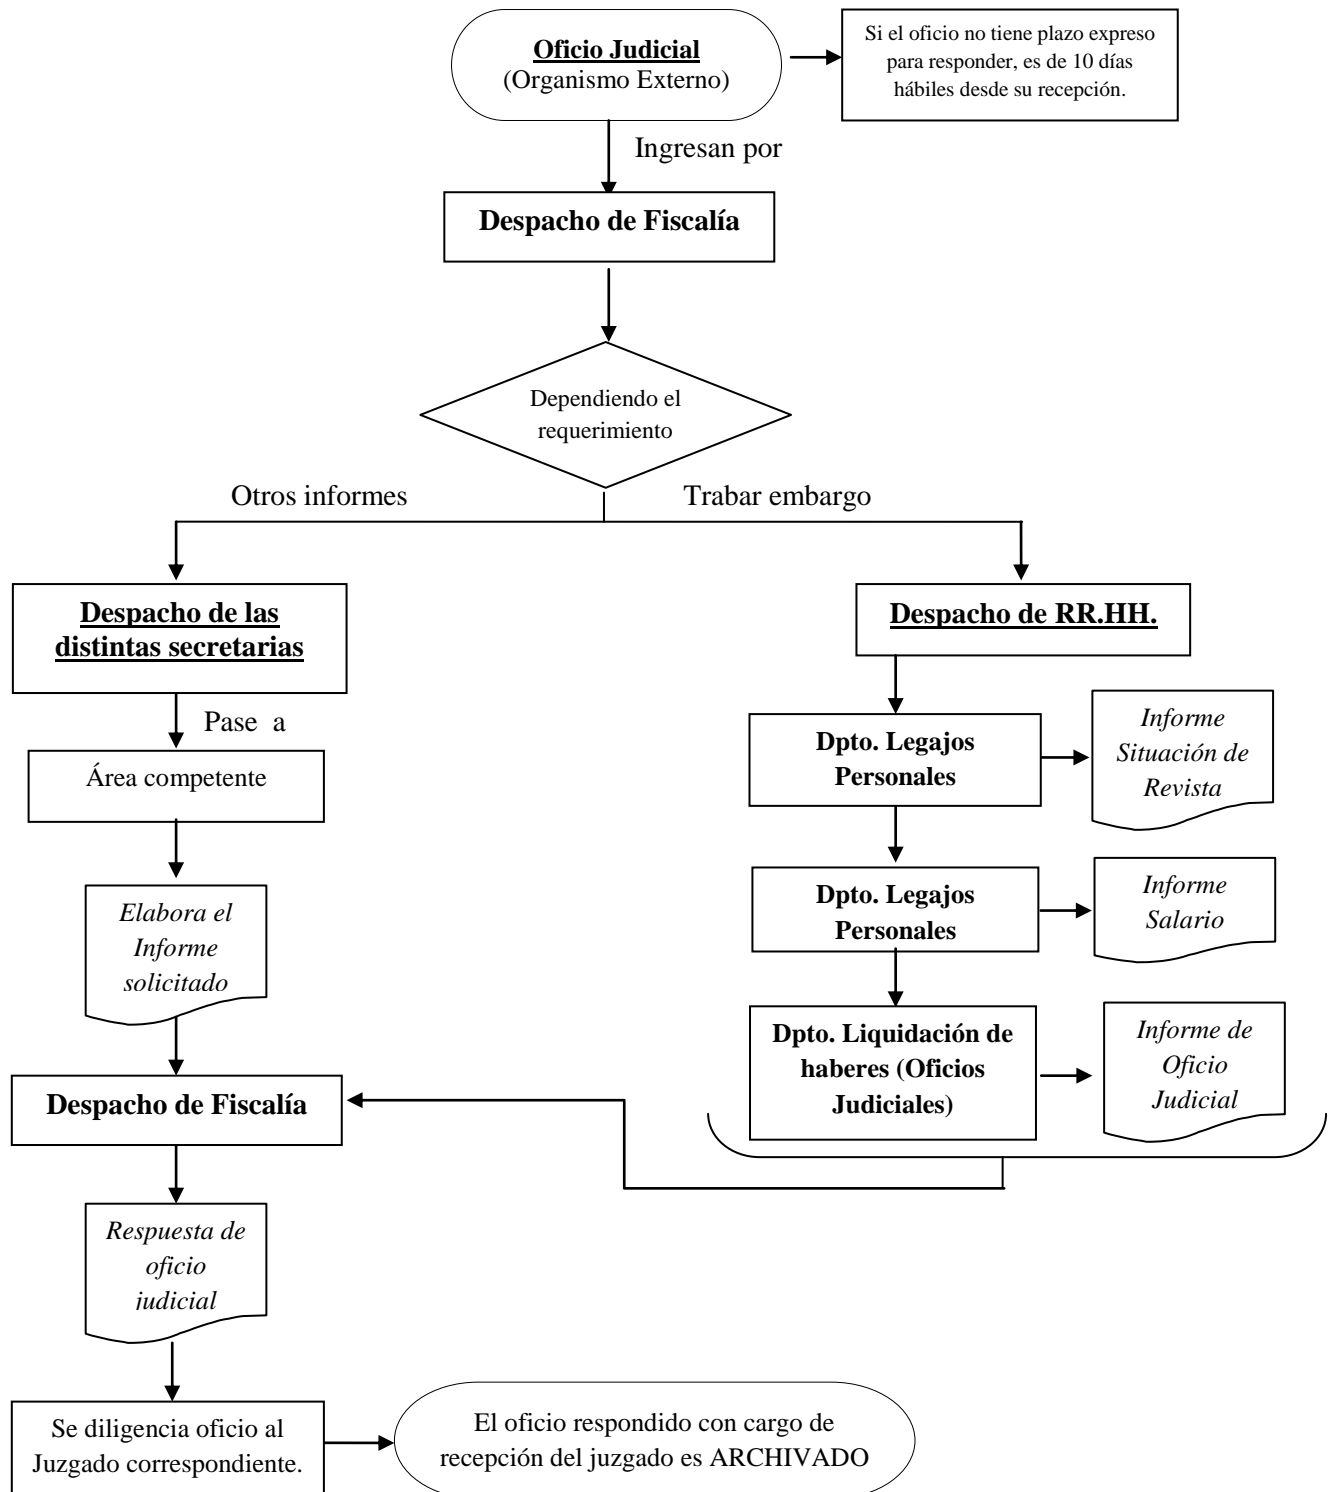 Oficio Judicial
(Organismo Externo)
Si el oficio no tiene plazo expreso
para responder, es de 10 días
hábiles desde su recepción.
Ingresan por
Despacho de Fiscalía
Dependiendo el
requerimiento
Otros informes
Trabar embargo
Despacho de las
distintas secretarias
Pase a
Área competente
Elabora el
Informe
solicitado
Despacho de RR.HH.
Dpto. Legajos
Personales
Informe
Situación de
Revista
Dpto. Legajos
Personales
Informe
Salario
Dpto. Liquidación de
haberes (Oficios
Judiciales)
Informe de
Oficio
Judicial
Despacho de Fiscalía
Respuesta de
oficio
judicial
Se diligencia oficio al
Juzgado correspondiente.
El oficio respondido con cargo de
recepción del juzgado es ARCHIVADO